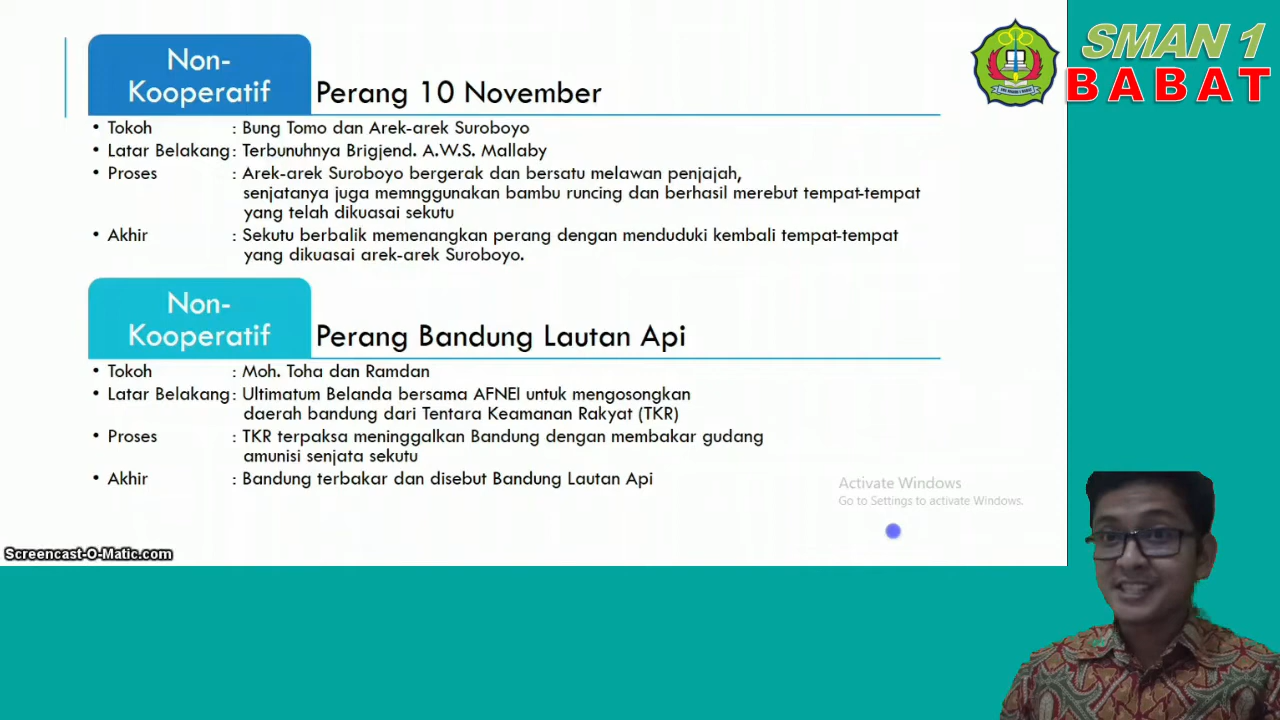 Non-
Kooperatif
Perang 10 November
• Tokoh : Bung Tomo dan Arek-arek Suroboyo
• Latar Belakang : Terbunuhnya Brigjend. A.W.S. Mallaby
• Proses : Arek-arek Suroboyo bergerak dan bersatu melawan penjajah,
senjatanya juga memnggunakan bambu runcing dan berhasil merebut tempat-tempat
yang telah dikuasai sekutu
• Akhir : Sekutu berbalik memenangkan perang dengan menduduki kembali tempat-tempat
yang dikuasai arek-arek Suroboyo.
Non-
Kooperatif
Perang Bandung Lautan Api
• Tokoh : Moh. Toha dan Ramdan
• Latar Belakang : Ultimatum Belanda bersama AFNEI untuk mengosongkan
daerah bandung dari Tentara Keamanan Rakyat (TKR)
• Proses : TKR terpaksa meninggalkan Bandung dengan membakar gudang
amunisi senjata sekutu
• Akhir : Bandung terbakar dan disebut Bandung Lautan Api
Activate Windows
Go to Settings to activate Windows.
Screencast-O-Matic.com
SMAN 1
BABAT